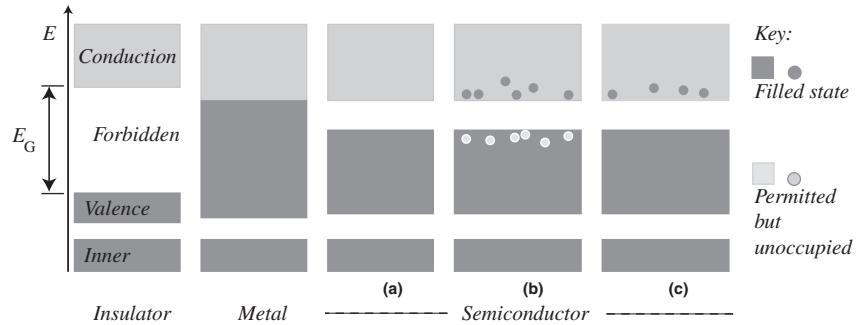 E
Conduction
Key:
Filled state
E_G
Forbidden
Valence
Permitted
but
unoccupied
Inner
(a)
(b)
(c)
Insulator
Metal
Semiconductor